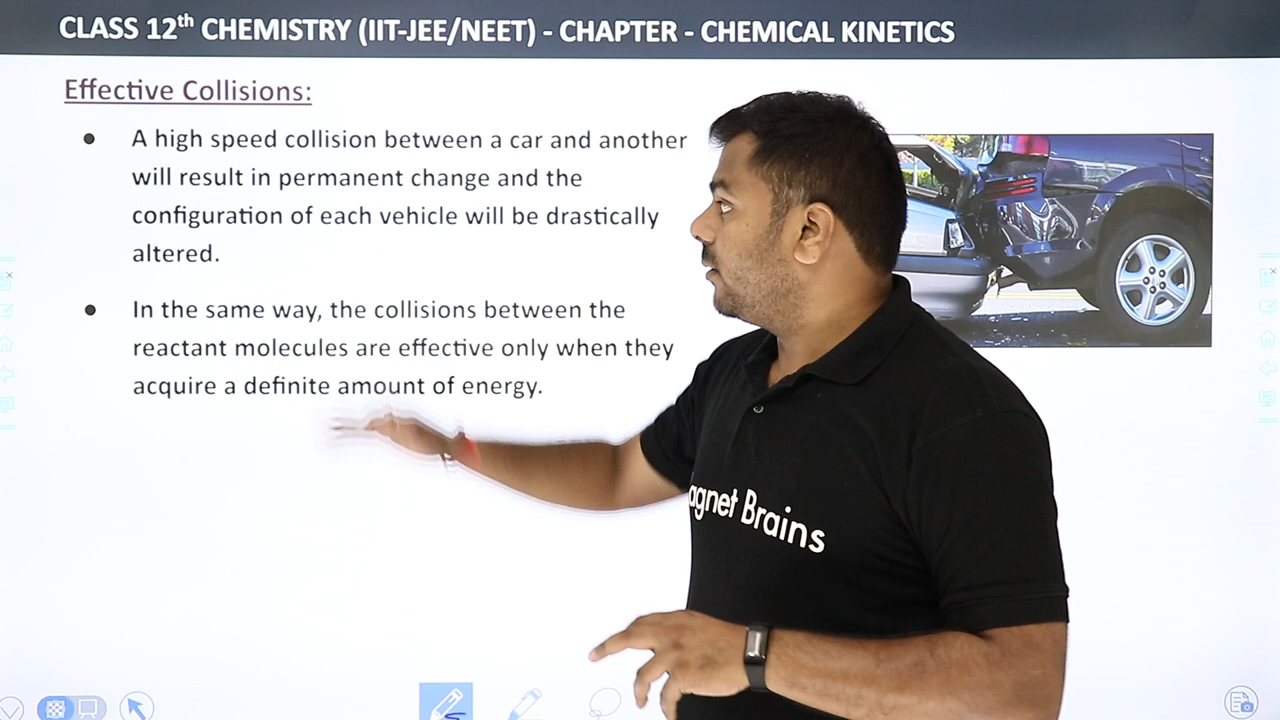 CLASS 12th CHEMISTRY (IIT-JEE/NEET) - CHAPTER - CHEMICAL KINETICS
Effective Collisions:
● A high speed collision between a car and another
will result in permanent change and the
configuration of each vehicle will be drastically
altered.
● In the same way, the collisions between the
reactant molecules are effective only when they
acquire a definite amount of energy.
agnet Brains